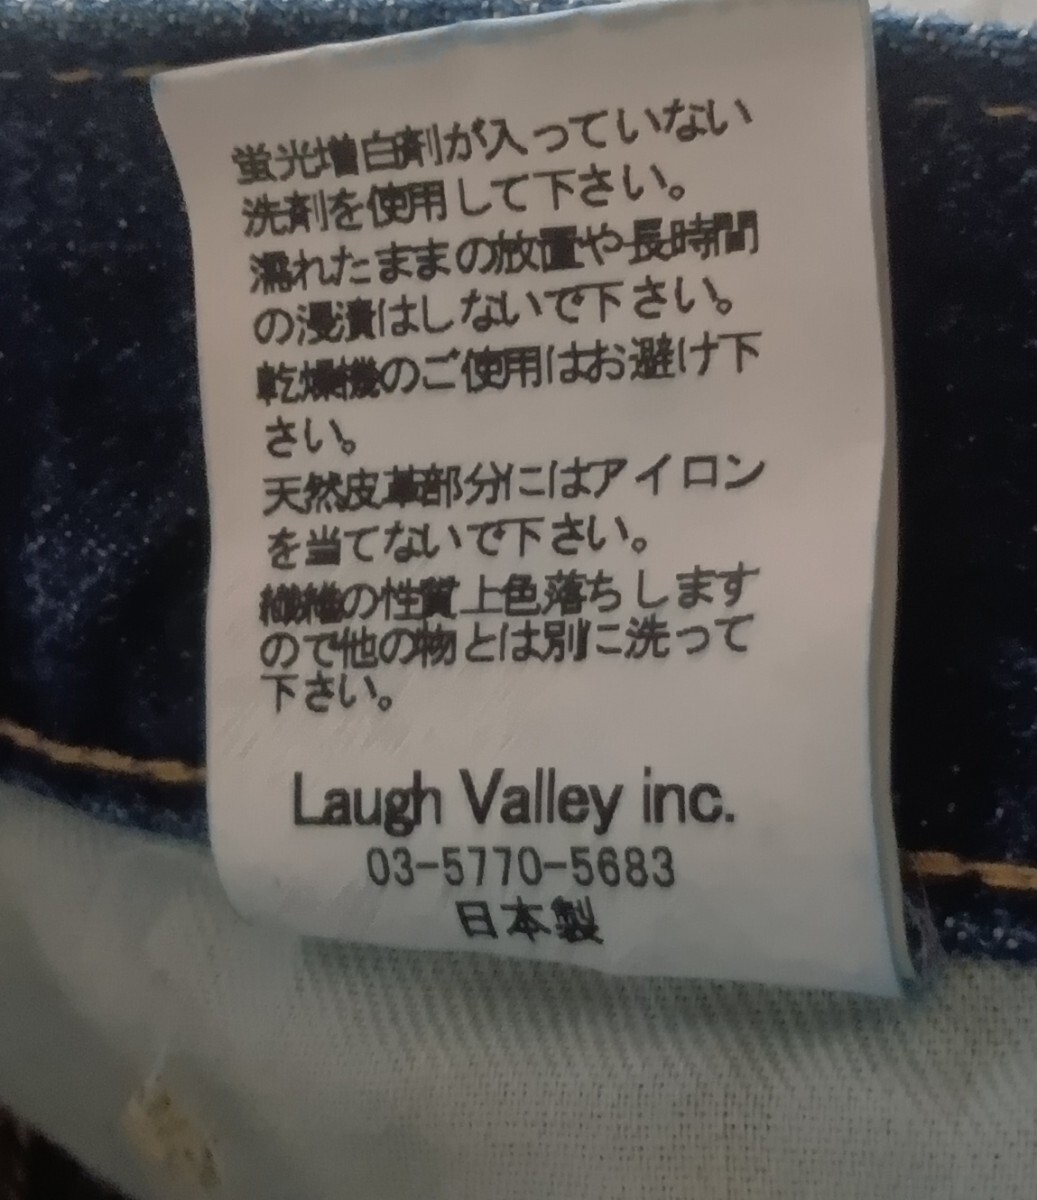 蛍光増白剤が入っていない
洗剤を使用して下さい。
濡れたままの放置や長時間
の浸漬はしないで下さい。
乾燥機のご使用はお避け下
さい。
天然皮革部分にはアイロン
を当てないで下さい。
繊維の性質上色落ちします
ので他の物とは別に洗って
下さい。
Laugh Valley inc.
03-5770-5683
日本製